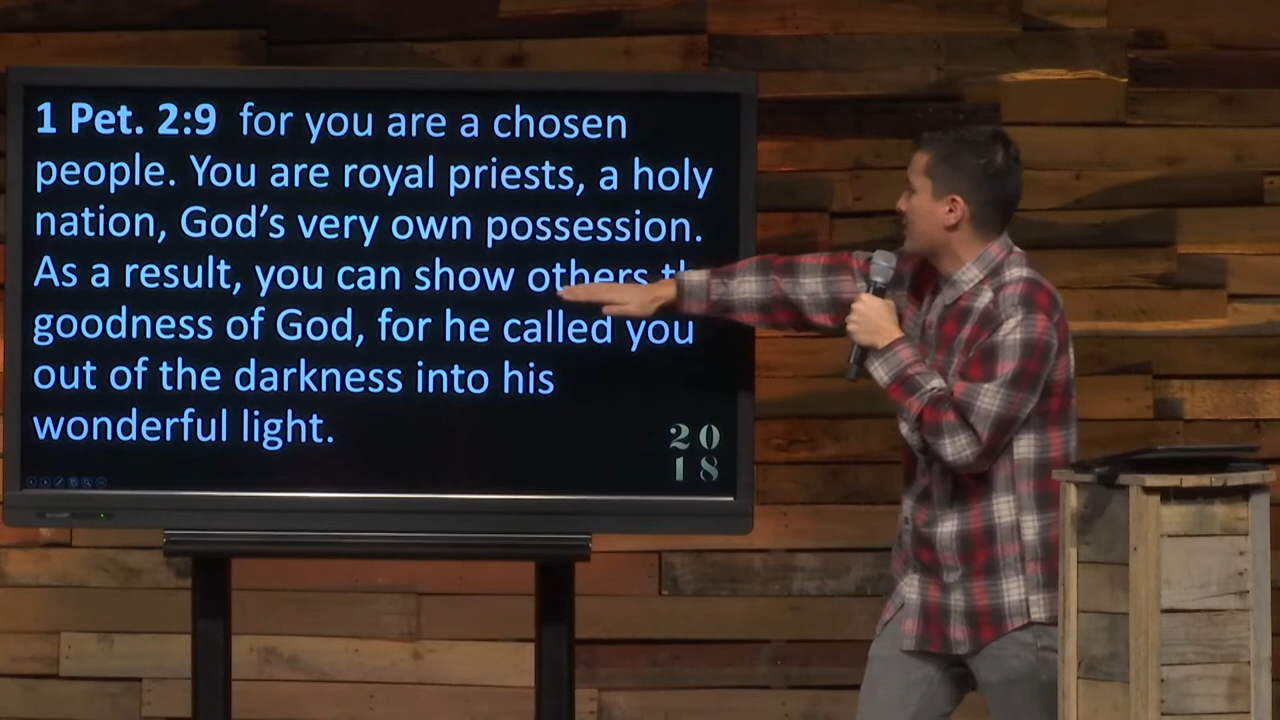 1 Pet. 2:9 for you are a chosen
people. You are royal priests, a holy
nation, God's very own possession.
As a result, you can show others
goodness of God, for he called you
out of the darkness into his
wonderful light.
20
18